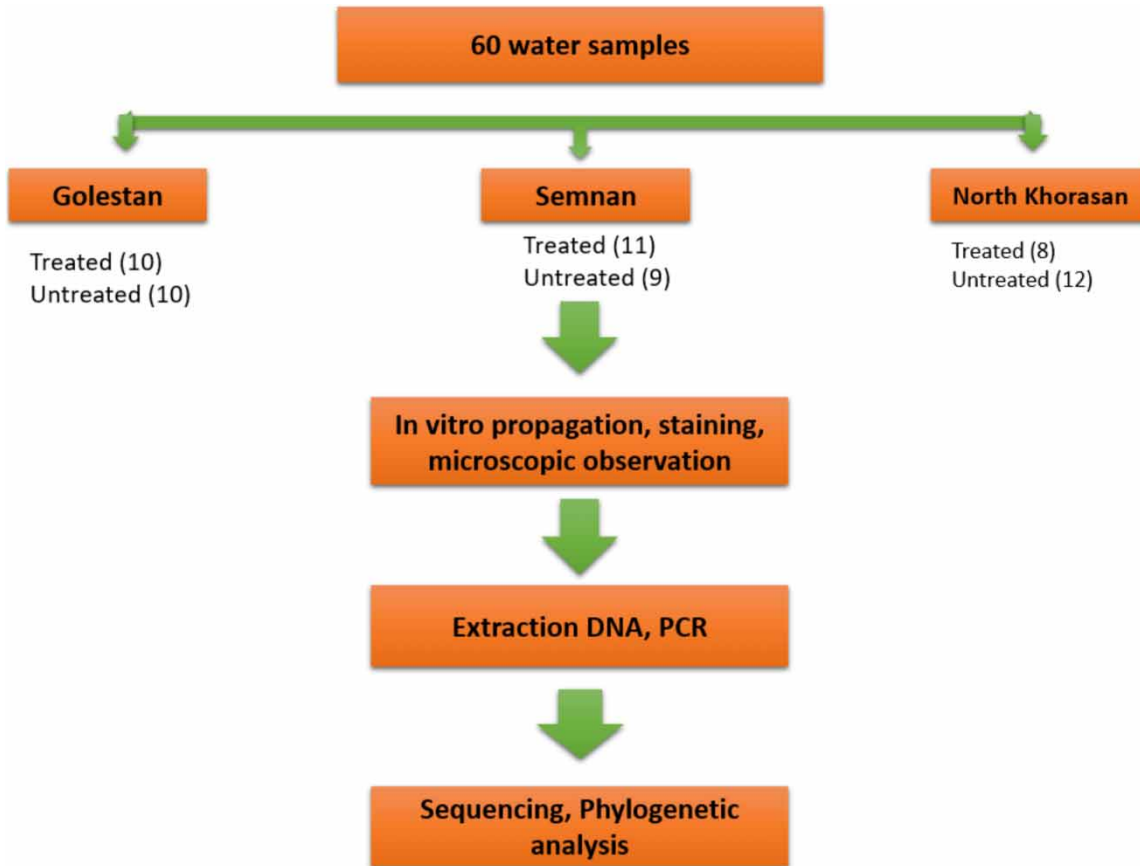 60 water samples
Golestan
Semnan
North Khorasan
Treated (10)
Untreated (10)
Treated (11)
Untreated (9)
Treated (8)
Untreated (12)
In vitro propagation, staining,
microscopic observation
Extraction DNA, PCR
Sequencing, Phylogenetic
analysis